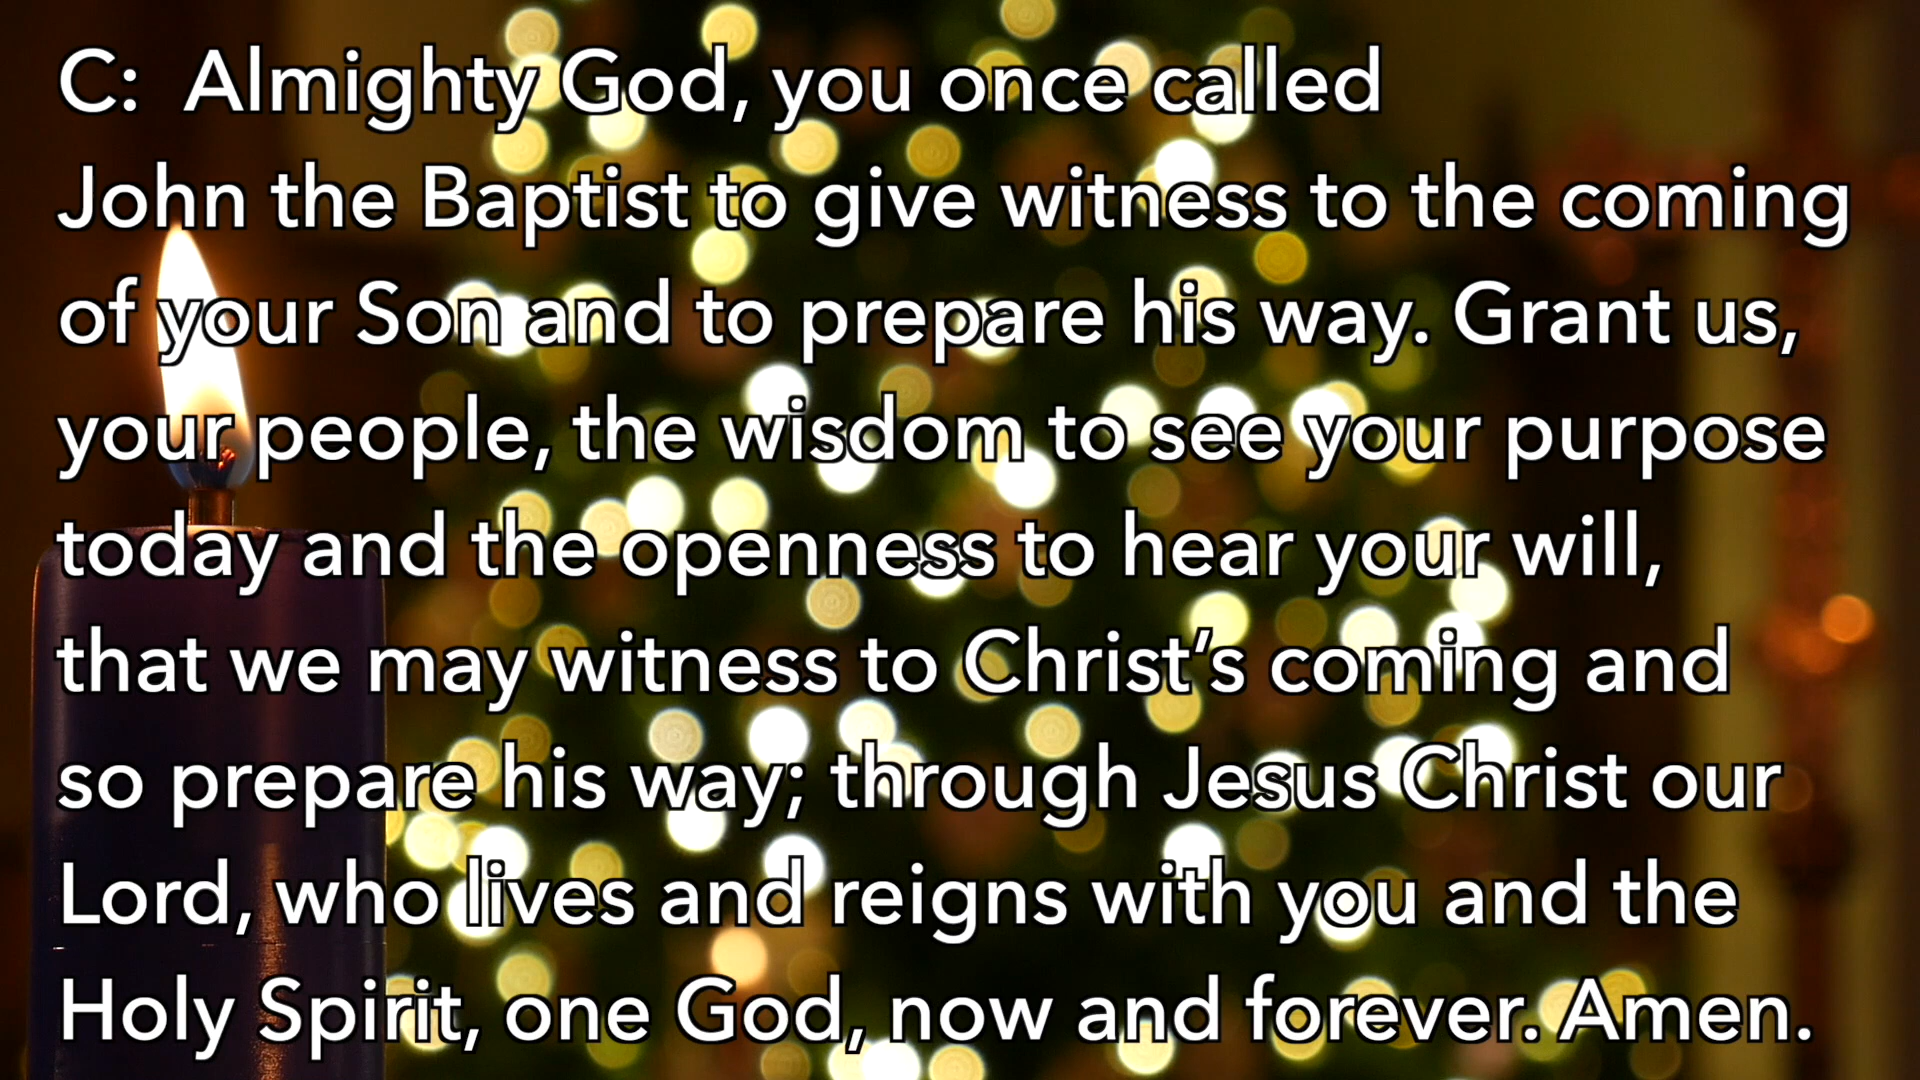 C:  Almighty God, you once called
John the Baptist to give witness to the coming
of your Son and to prepare his way. Grant us,
your people, the wisdom to see your purpose
today and the openness to hear your will,
that we may witness to Christ’s coming and
so prepare his way; through Jesus Christ our
Lord, who lives and reigns with you and the
Holy Spirit, one God, now and forever. Amen.